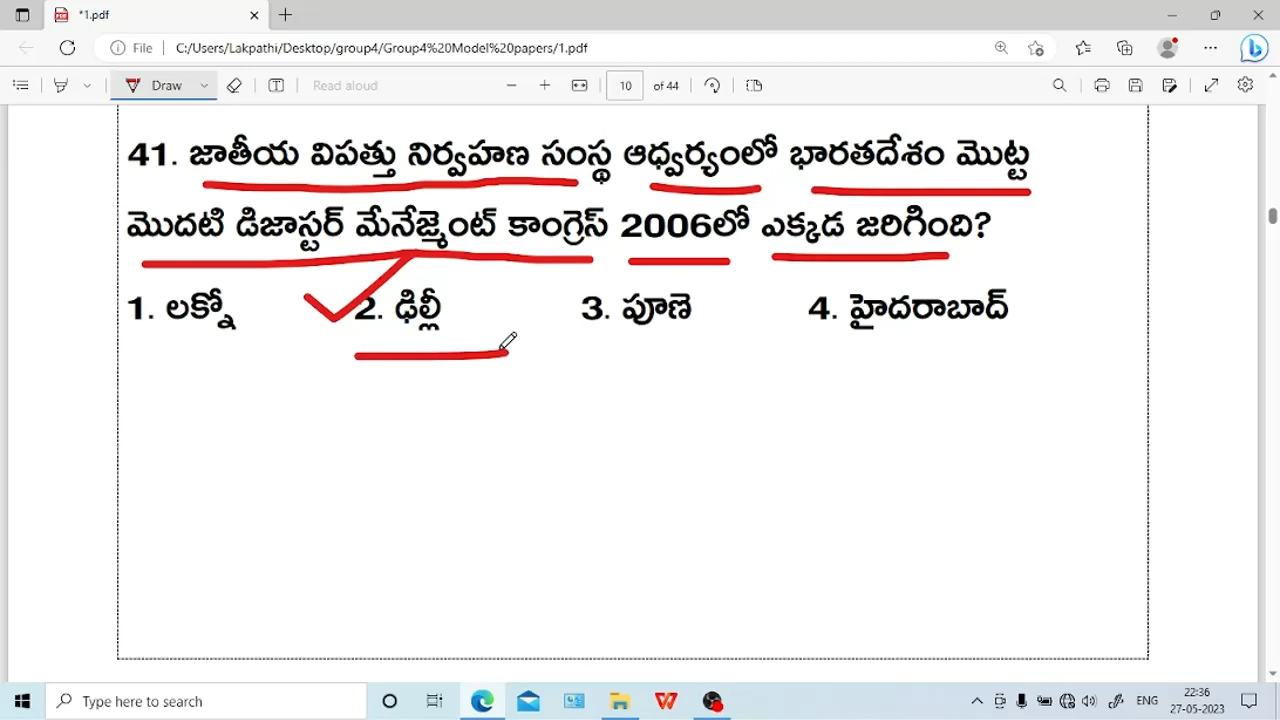 *1.pdf
File C:/Users/Lakpathi/Desktop/group4/Group4%20Model%20papers/1.pdf
Draw Read aloud 10 of 44
41. జాతీయ విపత్తు నిర్వహణ సంస్థ ఆధ్వర్యంలో భారతదేశం మొట్ట
మొదటి డిజాస్టర్ మేనేజ్మెంట్ కాంగ్రెస్ 2006లో ఎక్కడ జరిగింది?
1. లక్నో 2. ఢిల్లీ 3. పూణె 4. హైదరాబాద్
Type here to search ENG 22:36
27-05-2023